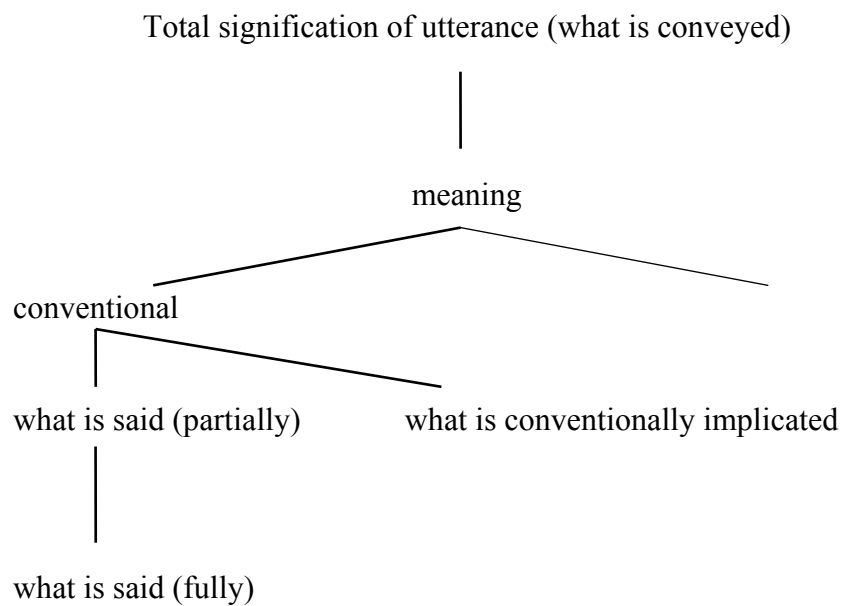 Total signification of utterance (what is conveyed)
meaning
conventional
what is said (partially) what is conventionally implicated
what is said (fully)